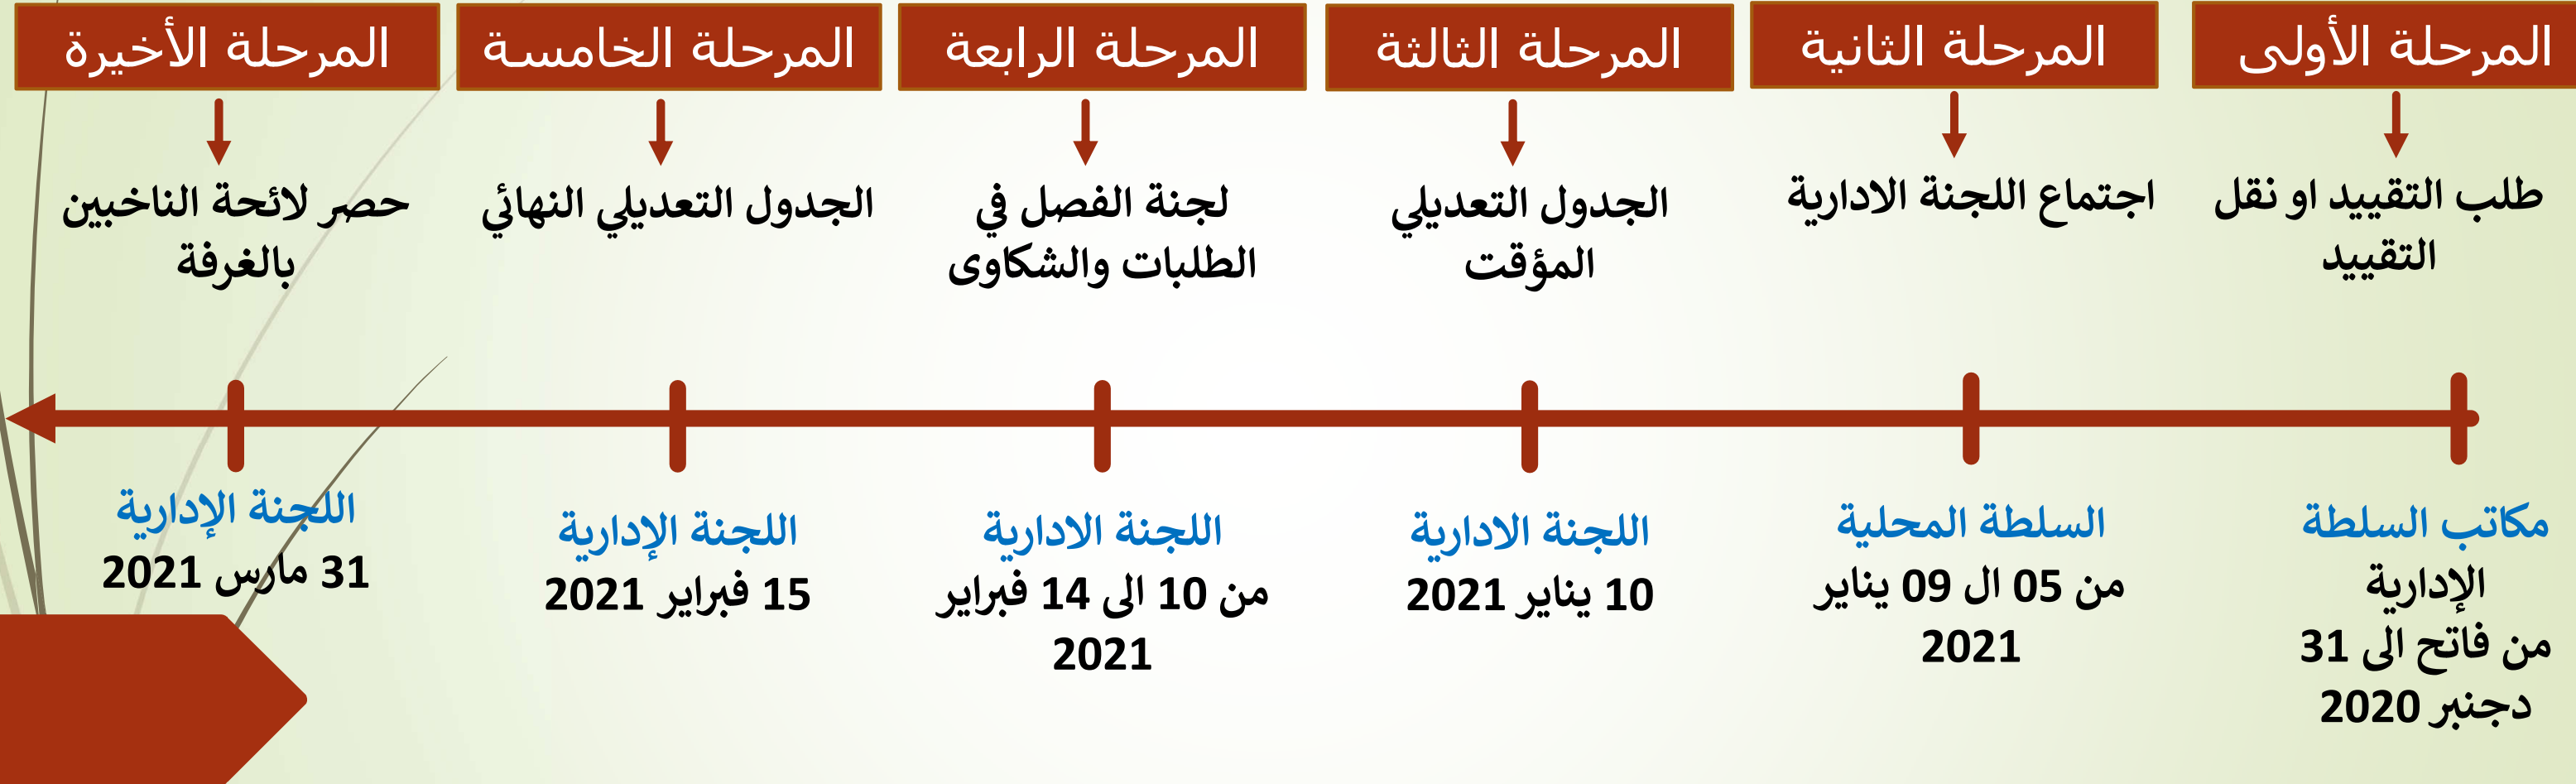 المرحلة الأولى
طلب التقييد او نقل
التقييد
مكاتب السلطة
الإدارية
من فاتح الى 31
دجنبر 2020
المرحلة الثانية
اجتماع اللجنة الادارية
السلطة المحلية
من 05 ال 09 يناير
2021
المرحلة الثالثة
الجدول التعديلي
المؤقت
اللجنة الادارية
10 يناير 2021
المرحلة الرابعة
لجنة الفصل في
الطلبات والشكاوى
اللجنة الادارية
من 10 الى 14 فبراير
2021
المرحلة الخامسة
الجدول التعديلي النهائي
اللجنة الإدارية
15 فبراير 2021
المرحلة الأخيرة
حصر لائحة الناخبين
بالغرفة
اللجنة الإدارية
31 مارس 2021